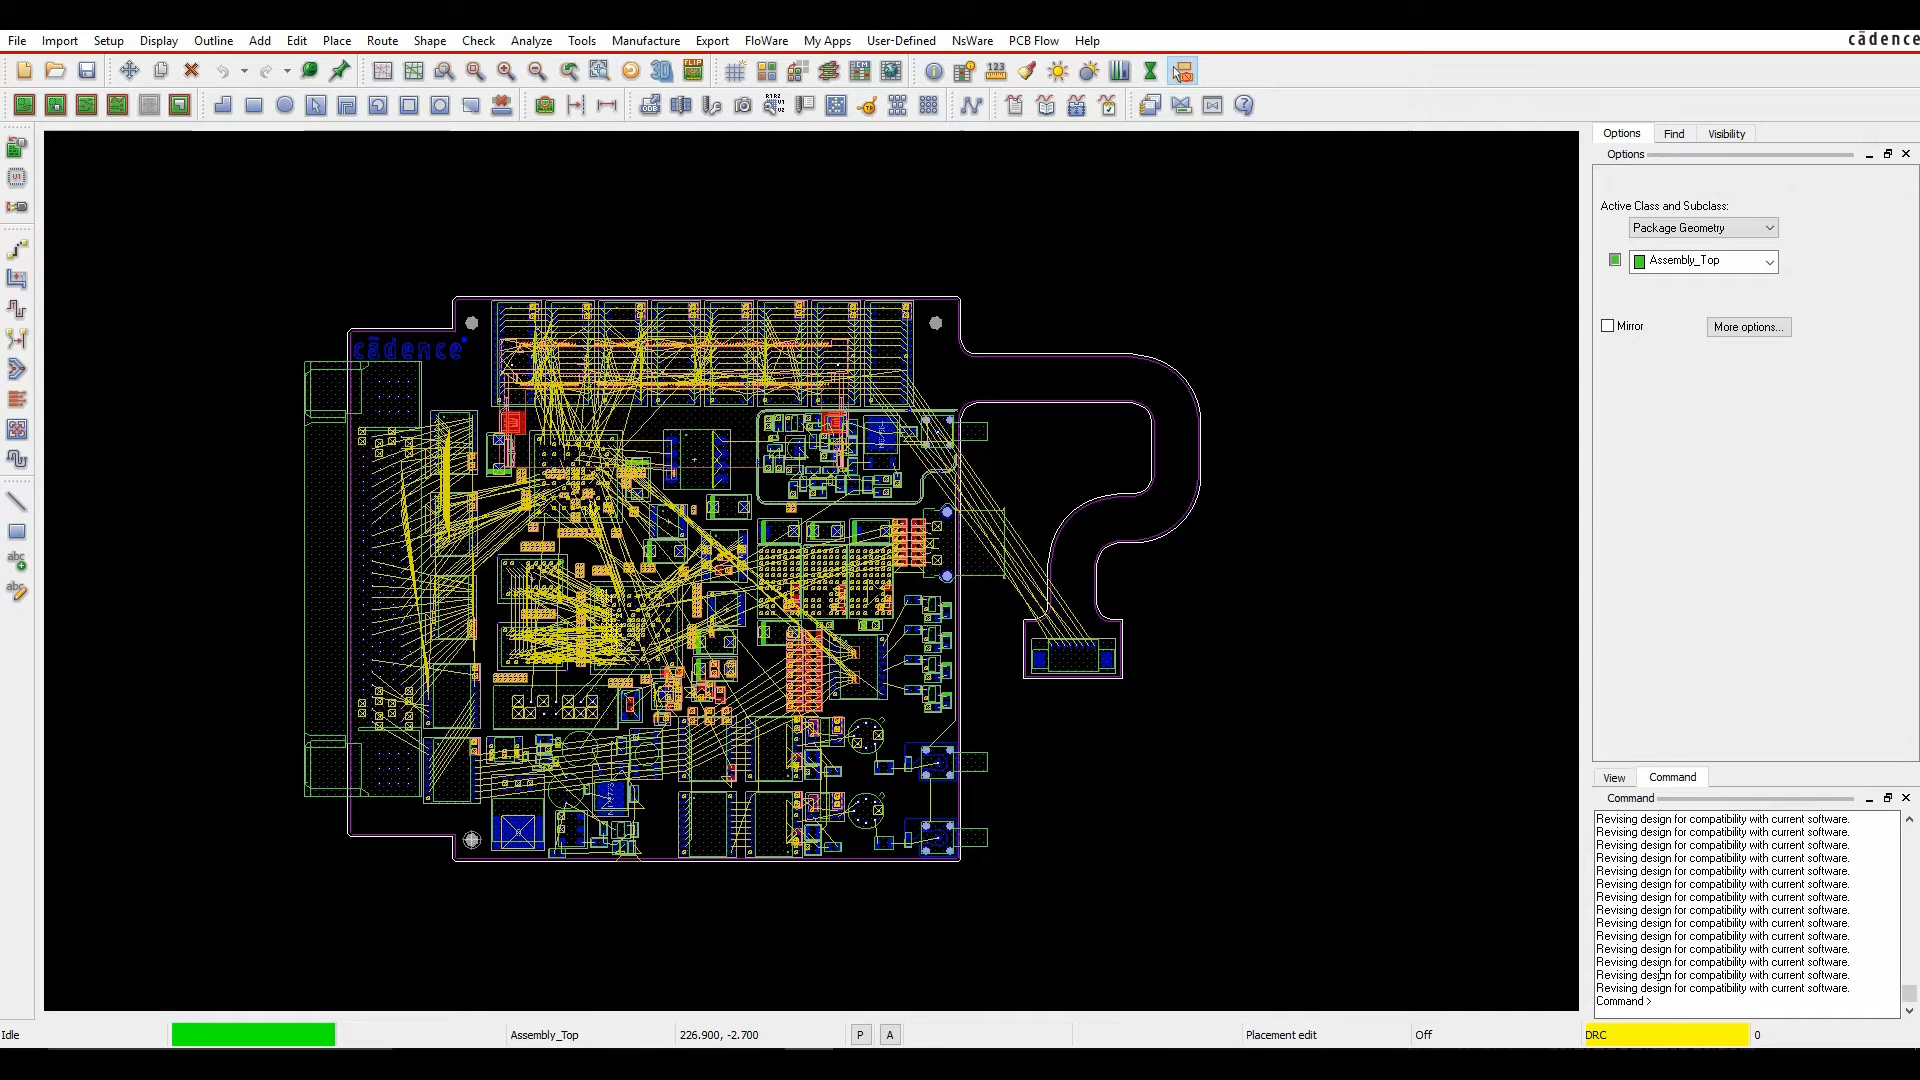 File Import Setup Display Outline Add Edit Place Route Shape Check Analyze Tools Manufacture Export FloWare My Apps User-Defined NsWare PCB Flow Help
cādence
Options Find Visibility
Options
Active Class and Subclass:
Package Geometry
Assembly_Top
Mirror More options...
cādence
View Command
Command
Revising design for compatibility with current software.
Revising design for compatibility with current software.
Revising design for compatibility with current software.
Revising design for compatibility with current software.
Revising design for compatibility with current software.
Revising design for compatibility with current software.
Revising design for compatibility with current software.
Revising design for compatibility with current software.
Revising design for compatibility with current software.
Revising design for compatibility with current software.
Revising design for compatibility with current software.
Revising design for compatibility with current software.
Revising design for compatibility with current software.
Revising design for compatibility with current software.
Command >
Idle Assembly_Top 226.900, -2.700 P A Placement edit Off DRC 0